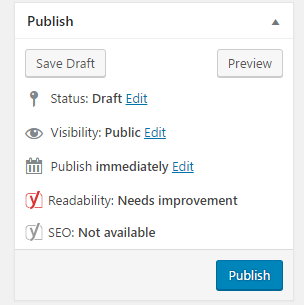 Publish
Save Draft Preview
Status: Draft Edit
Visibility: Public Edit
Publish immediately Edit
Readability: Needs improvement
SEO: Not available
Publish